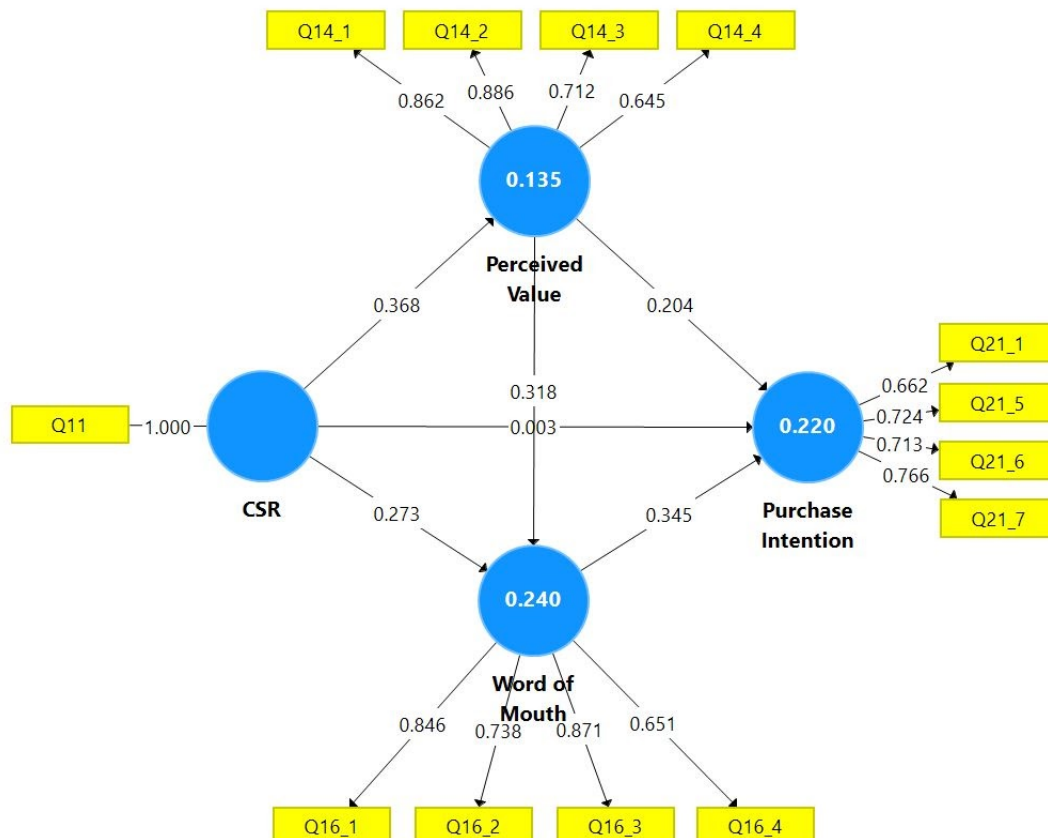 Q14_1
Q14_2
Q14_3
Q14_4
0.862
0.886
0.712
0.645
0.135
Perceived
Value
0.368
0.204
0.318
Q21_1
0.662
Q21_5
0.724
Q11
1.000
0.003
0.220
0.713
Q21_6
0.766
CSR
Purchase
Intention
Q21_7
0.273
0.345
0.240
Word of
Mouth
0.846
0.738
0.871
0.651
Q16_1
Q16_2
Q16_3
Q16_4